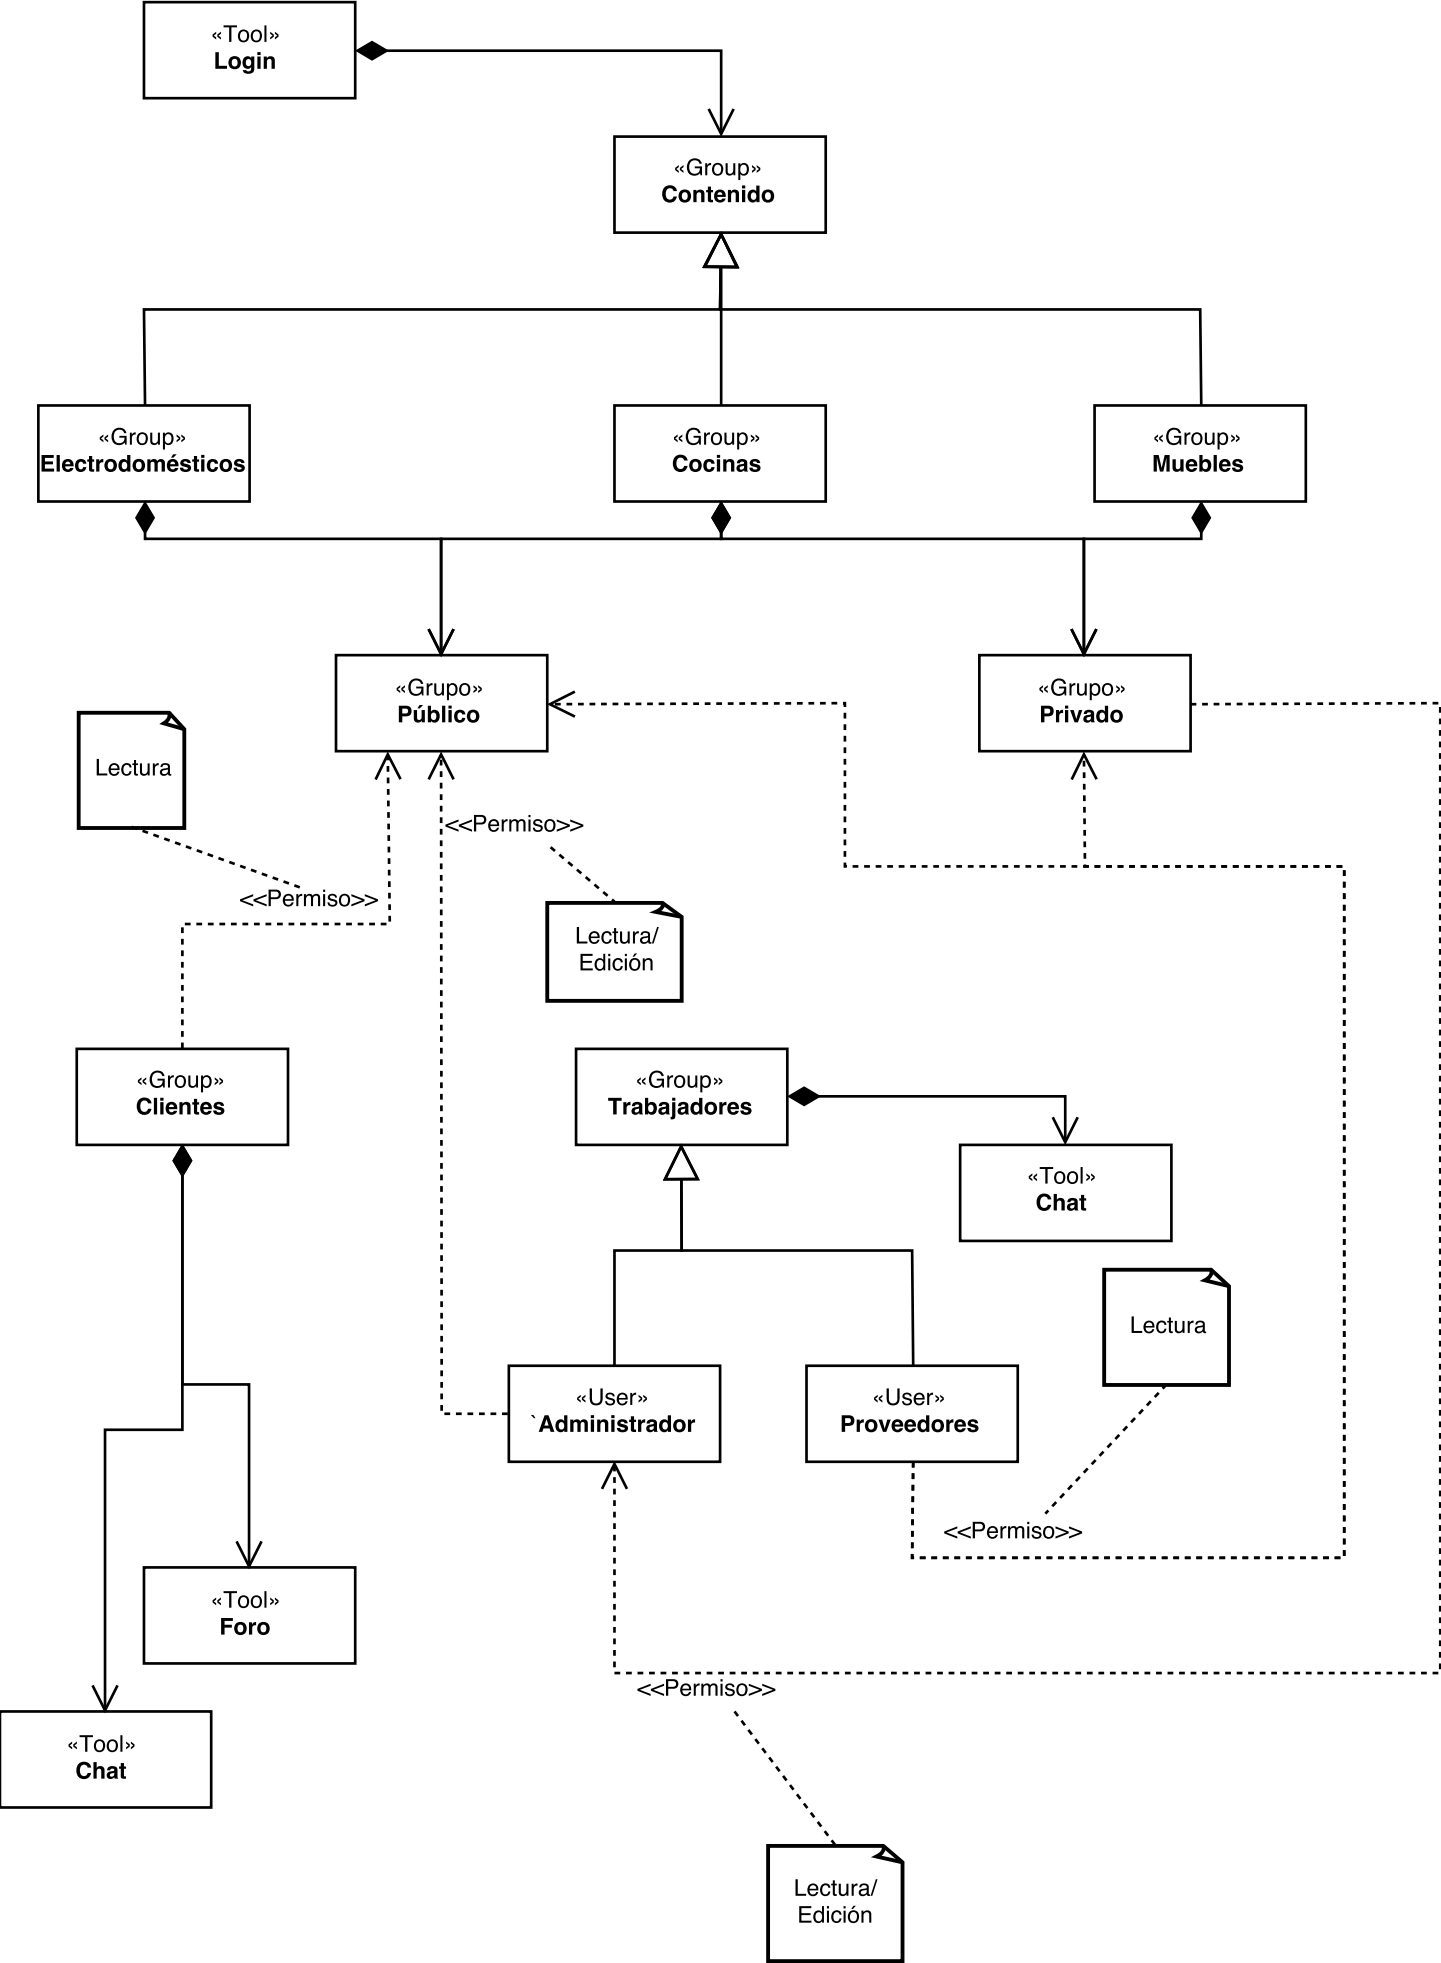 «Tool»
Login
«Group»
Contenido
«Group»
Electrodomésticos
«Group»
Cocinas
«Group»
Muebles
«Grupo»
Público
«Grupo»
Privado
Lectura
<<Permiso>>
<<Permiso>>
Lectura/
Edición
«Group»
Clientes
«Group»
Trabajadores
«Tool»
Chat
Lectura
«User»
`Administrador
«User»
Proveedores
<<Permiso>>
«Tool»
Foro
<<Permiso>>
«Tool»
Chat
Lectura/
Edición